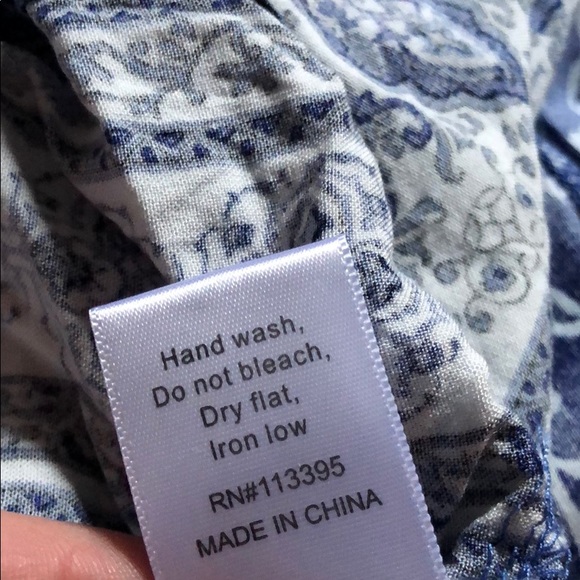 Hand wash,
Do not bleach,
Dry flat,
Iron low
RN#113395
MADE IN CHINA